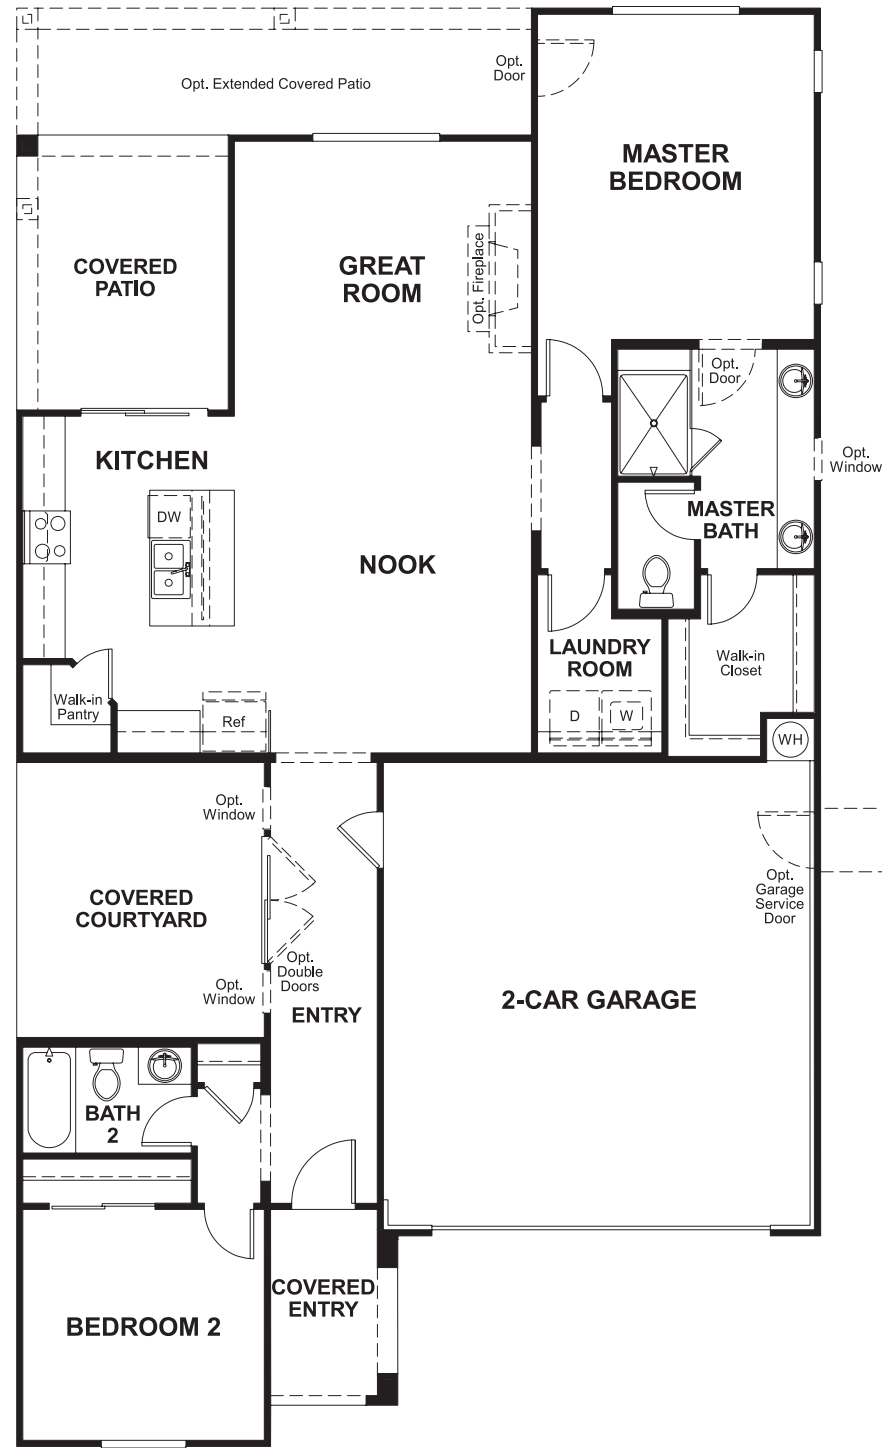 Opt. Extended Covered Patio
Opt.
Door
MASTER
BEDROOM
COVERED
PATIO
GREAT
ROOM
Opt. Fireplace
Opt.
Door
KITCHEN
Opt.
Window
DW
MASTER
BATH
NOOK
LAUNDRY
ROOM
Walk-in
Closet
Walk-in
Pantry
Ref
D
W
WH
Opt.
Window
Opt.
Garage
Service
Door
COVERED
COURTYARD
Opt.
Double
Doors
Opt.
Window
ENTRY
2-CAR GARAGE
BATH
2
COVERED
ENTRY
BEDROOM 2